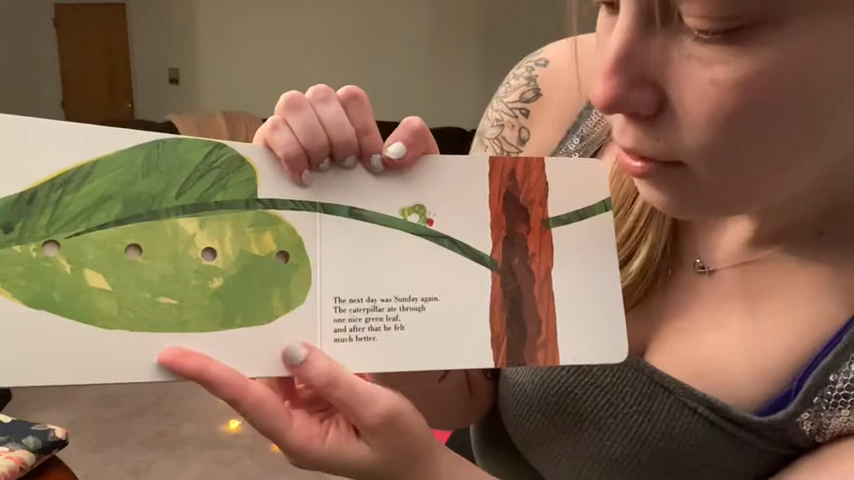 The next day was Sunday again.
The caterpillar ate through
one nice green leaf,
and after that he felt
much better.